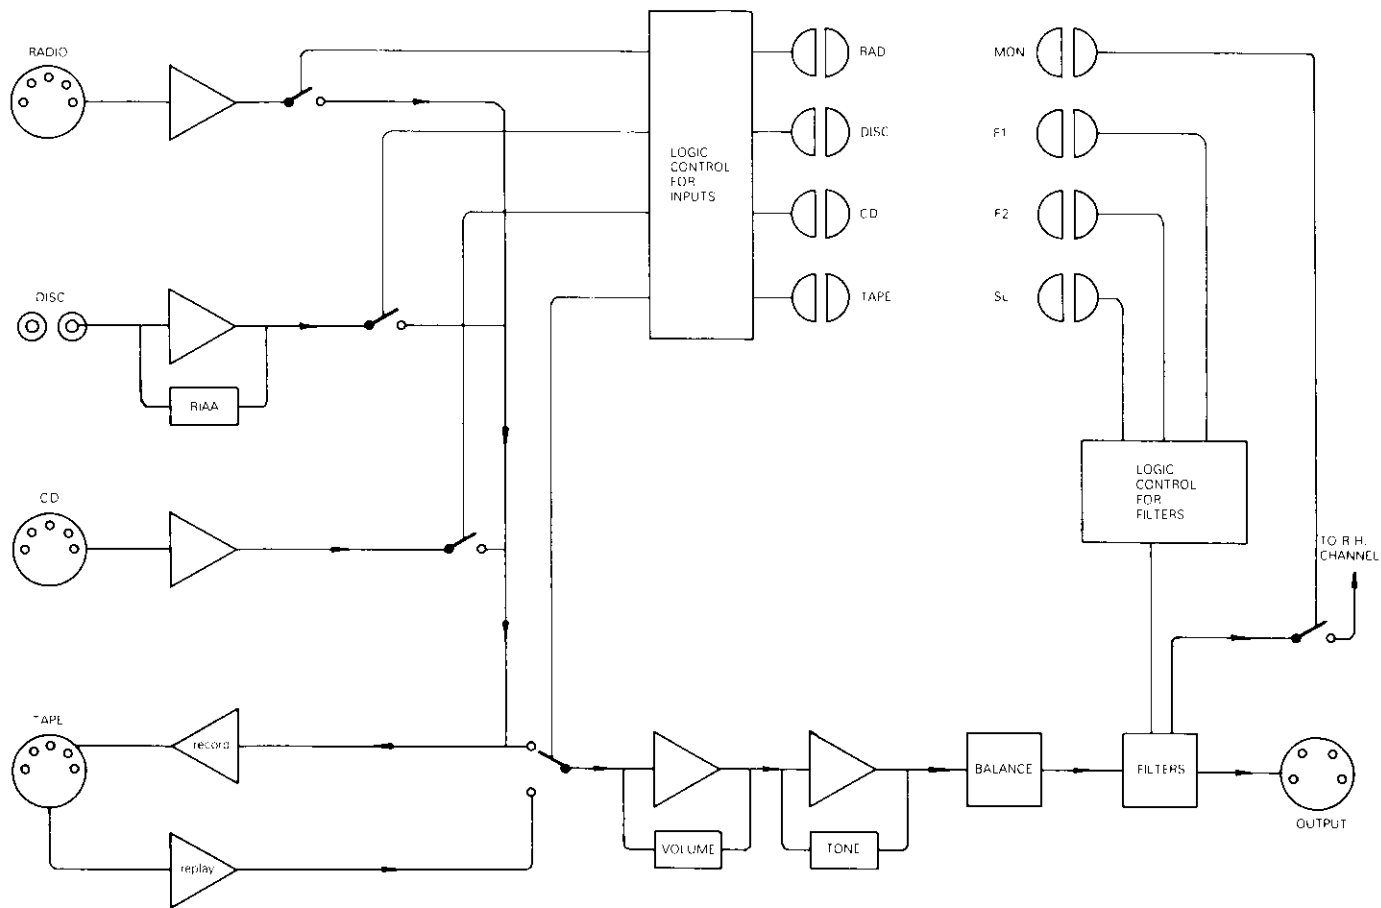 RADIO
RAD
MON
DISC
F1
LOGIC
CONTROL
FOR
INPUTS
CD
F2
DISC
TAPE
SL
RIAA
CD
LOGIC
CONTROL
FOR
FILTERS
TO R.H.
CHANNEL
TAPE
record
BALANCE
FILTERS
OUTPUT
VOLUME
TONE
replay